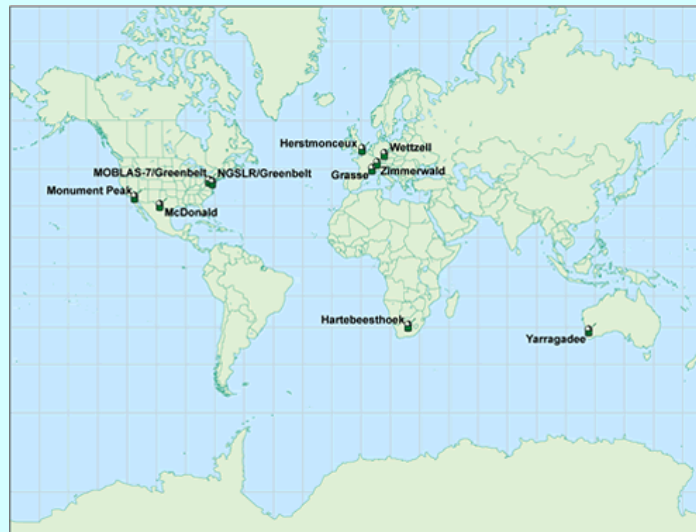 Herstmonceux
Wettzell
Grasse
Zimmerwald
MOBLAS-7/Greenbelt
NGSLR/Greenbelt
Monument Peak
McDonald
Hartebeesthoek
Yarragadee